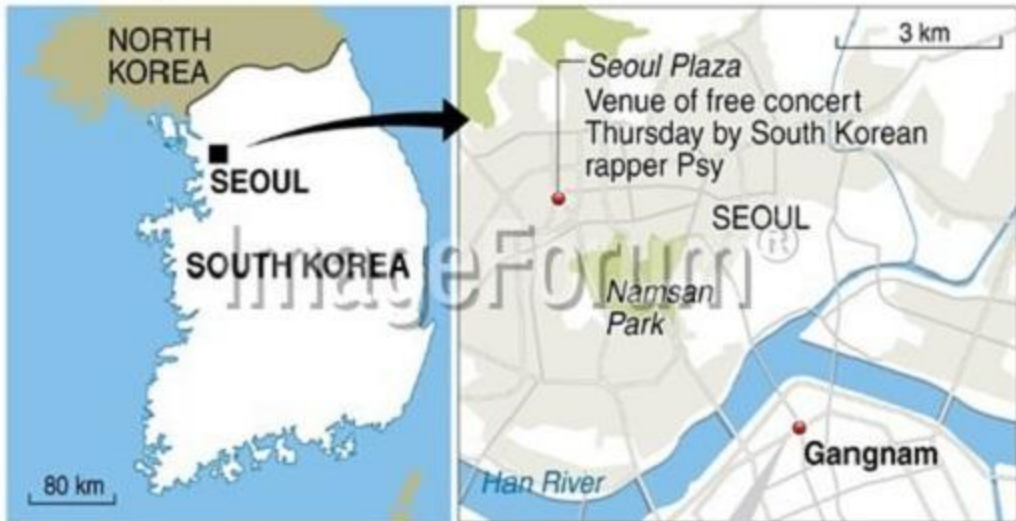 NORTH
KOREA
SEOUL
SOUTH KOREA
80 km
3 km
Seoul Plaza
Venue of free concert
Thursday by South Korean
rapper Psy
SEOUL
Namsan
Park
Gangnam
Han River
ImageForum